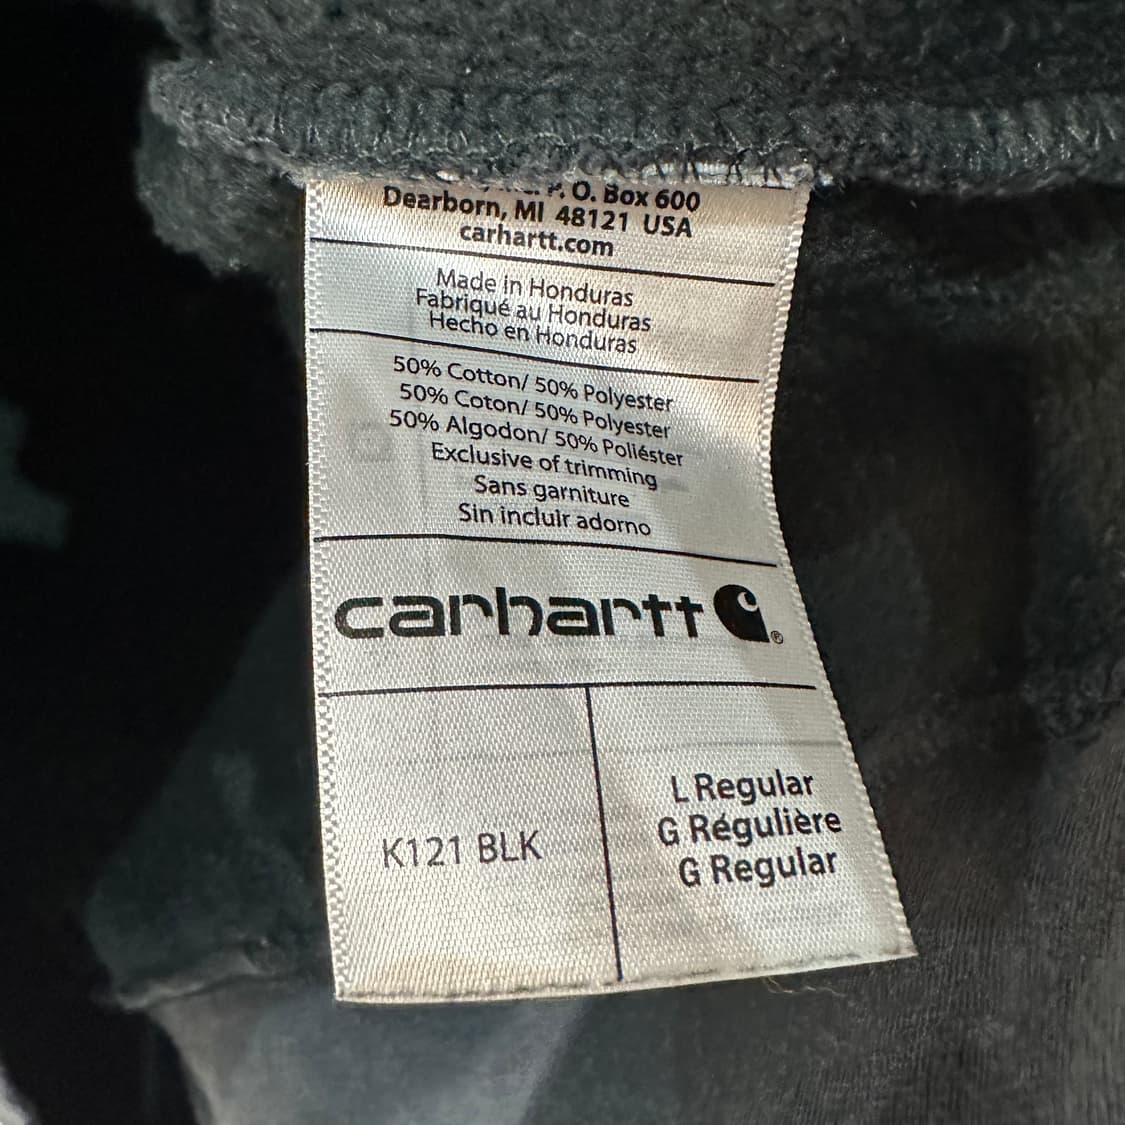 P. O. Box 600
Dearborn, MI 48121 USA
carhartt.com
Made in Honduras
Fabriqué au Honduras
Hecho en Honduras
50% Cotton/ 50% Polyester
50% Coton/ 50% Polyester
50% Algodon/ 50% Poliéster
Exclusive of trimming
Sans garniture
Sin incluir adorno
carhartt ®
K121 BLK
L Regular
G Régulière
G Regular